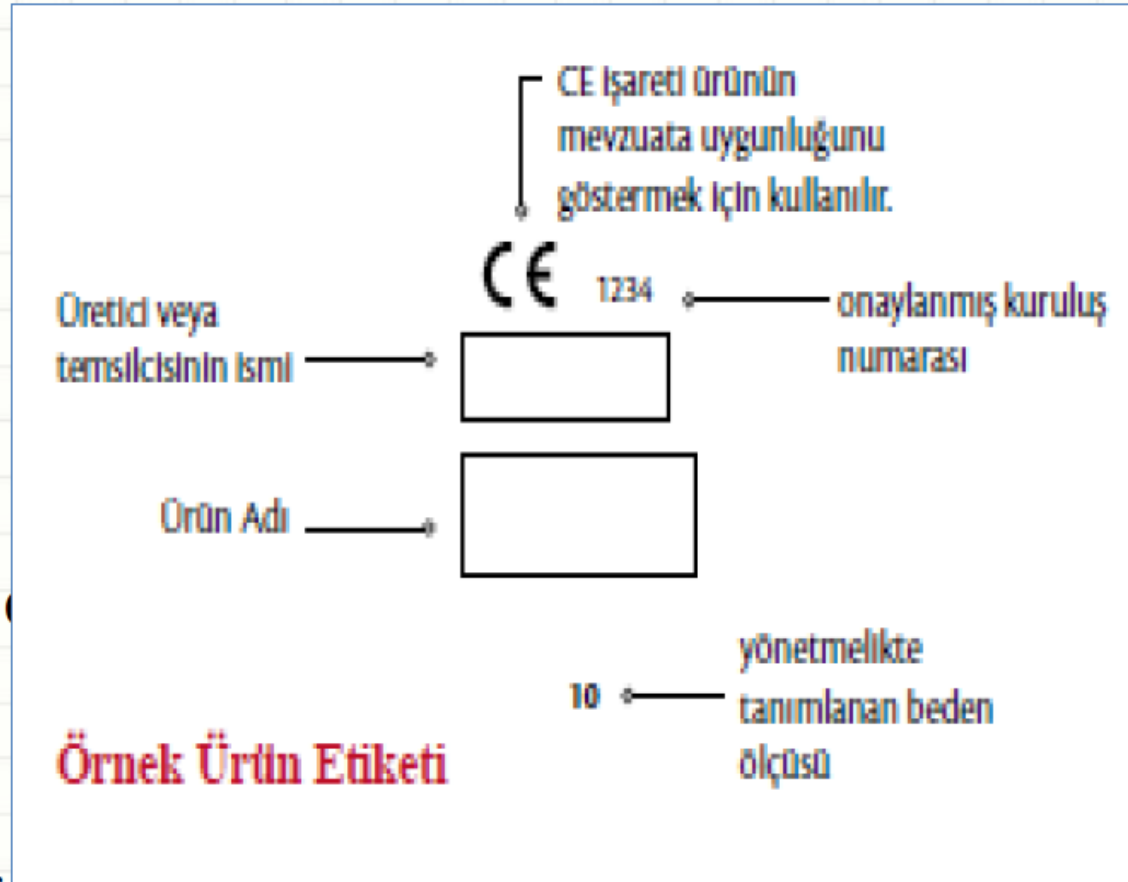 CE işareti ürünün
mevzuata uygunluğunu
göstermek için kullanılır.
CE 1234
onaylanmış kuruluş
numarası
Üretici veya
temsilcisinin ismi
Ürün Adı
10
yönetmelikte
tanımlanan beden
ölçüsü
Örnek Ürün Etiketi